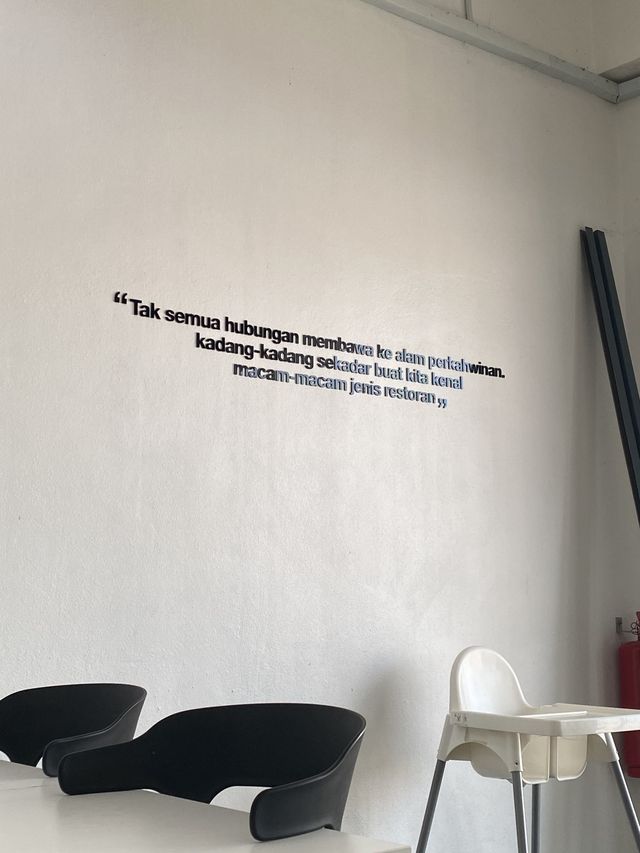 “Tak semua hubungan membawa ke alam perkahwinan.
kadang-kadang sekadar buat kita kenal
macam-macam jenis restoran„